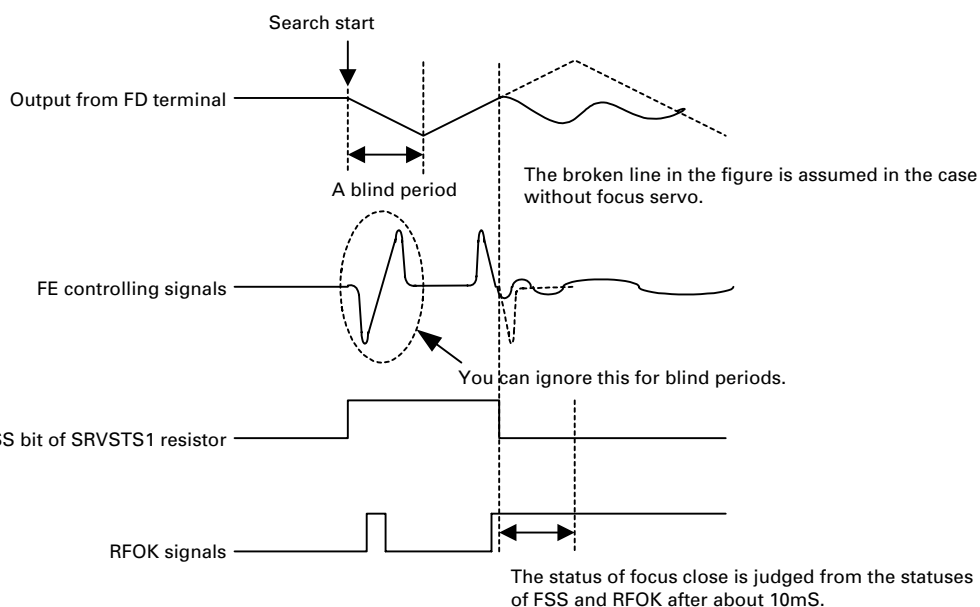 Search start
Output from FD terminal
A blind period
The broken line in the figure is assumed in the case
without focus servo.
FE controlling signals
You can ignore this for blind periods.
SS bit of SRVSTS1 resistor
RFOK signals
The status of focus close is judged from the statuses
of FSS and RFOK after about 10mS.